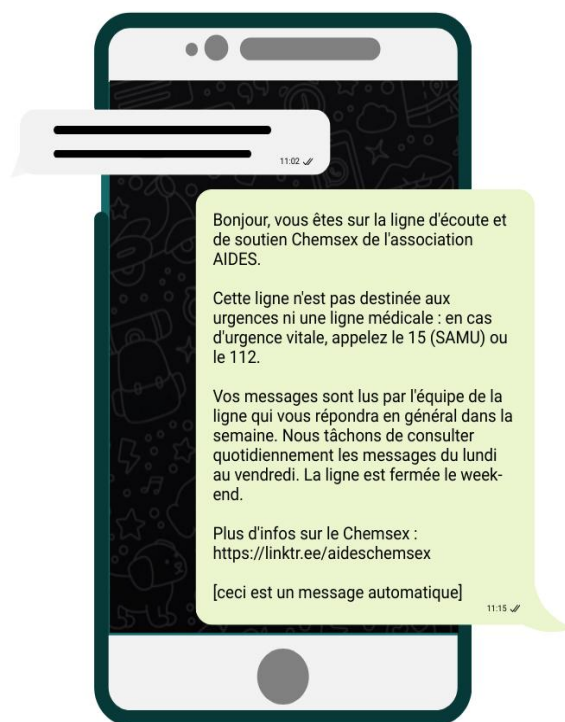 11:02
Bonjour, vous êtes sur la ligne d'écoute et
de soutien Chemsex de l'association
AIDES.
Cette ligne n'est pas destinée aux
urgences ni une ligne médicale : en cas
d'urgence vitale, appelez le 15 (SAMU) ou
le 112.
Vos messages sont lus par l'équipe de la
ligne qui vous répondra en général dans la
semaine. Nous tâchons de consulter
quotidiennement les messages du lundi
au vendredi. La ligne est fermée le week-
end.
Plus d'infos sur le Chemsex :
https://linktr.ee/aideschemsex
[ceci est un message automatique]
11:15